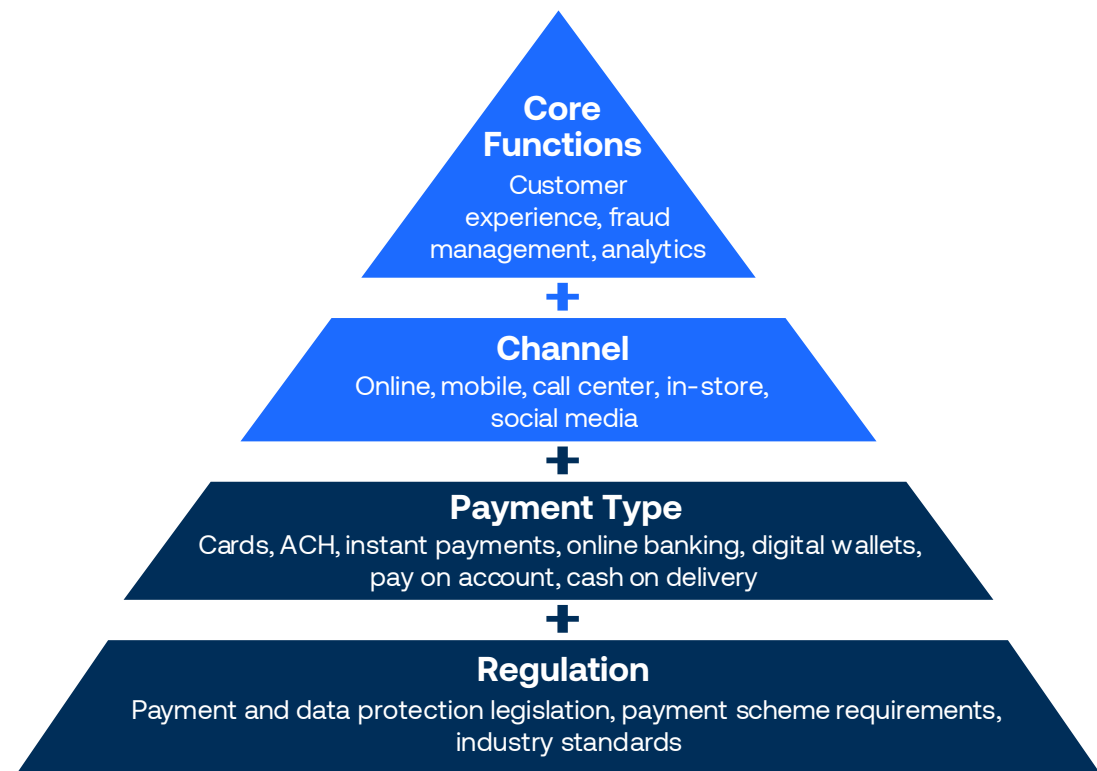 Core
Functions
Customer
experience, fraud
management, analytics
+
Channel
Online, mobile, call center, in-store,
social media
+
Payment Type
Cards, ACH, instant payments, online banking, digital wallets,
pay on account, cash on delivery
+
Regulation
Payment and data protection legislation, payment scheme requirements,
industry standards